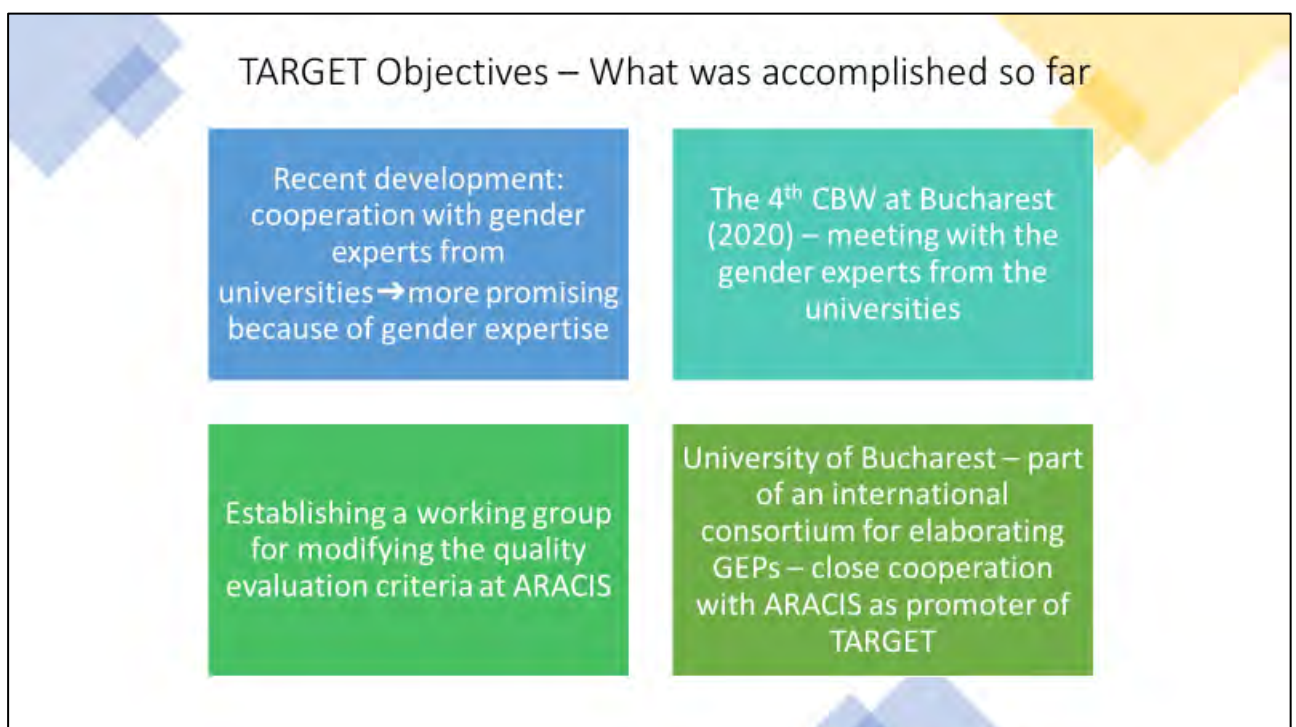 TARGET Objectives – What was accomplished so far
Recent development:
cooperation with gender
experts from
universities➔more promising
because of gender expertise
The 4th CBW at Bucharest
(2020) – meeting with the
gender experts from the
universities
Establishing a working group
for modifying the quality
evaluation criteria at ARACIS
University of Bucharest – part
of an international
consortium for elaborating
GEPs – close cooperation
with ARACIS as promoter of
TARGET